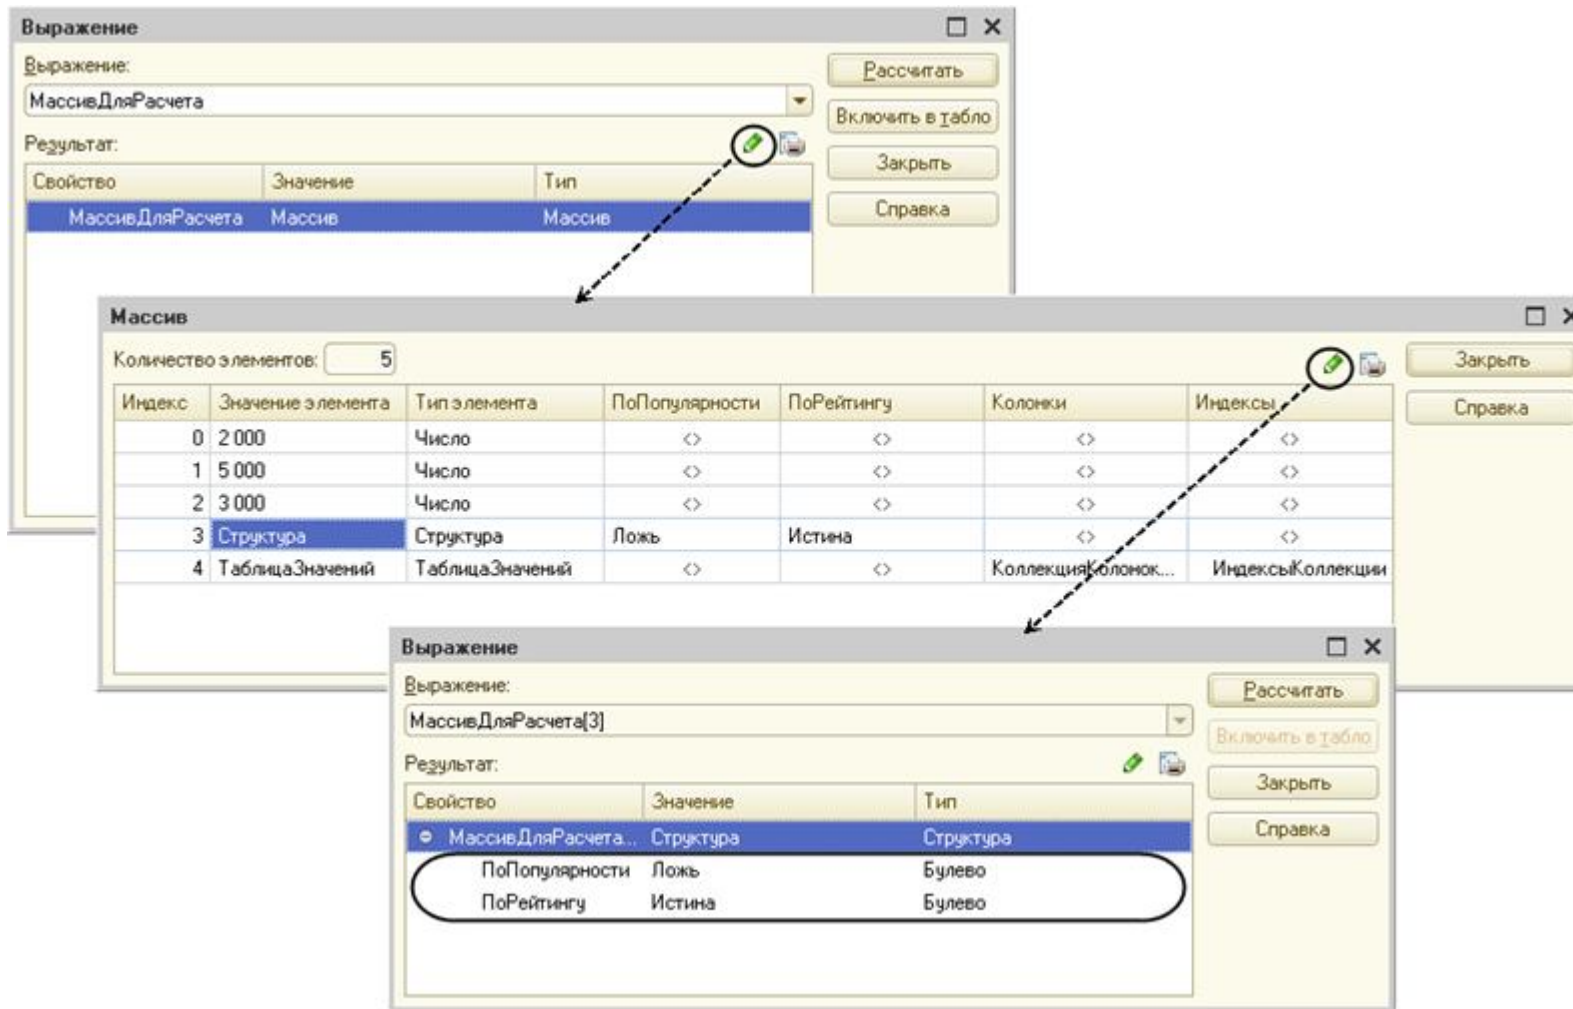 Выражение
Выражение:
Рассчитать
МассивДляРасчета
Включить в табло
Результат:
Закрыть
Свойство Значение Тип
Справка
МассивДляРасчета Массив Массив
Массив
Количество элементов: 5
Закрыть
Индекс Значение элемента Тип элемента ПоПопулярности ПоРейтингу Колонки Индексы
Справка
0 2 000 Число <> <> <> <>
1 5 000 Число <> <> <> <>
2 3 000 Число <> <> <> <>
3 Структура Структура Ложь Истина <> <>
4 ТаблицаЗначений ТаблицаЗначений <> <> КоллекцияКолонок... ИндексыКоллекции
Выражение
Выражение:
Рассчитать
МассивДляРасчета[3]
Включить в табло
Результат:
Закрыть
Свойство Значение Тип
Справка
МассивДляРасчета... Структура Структура
ПоПопулярности Ложь Булево
ПоРейтингу Истина Булево